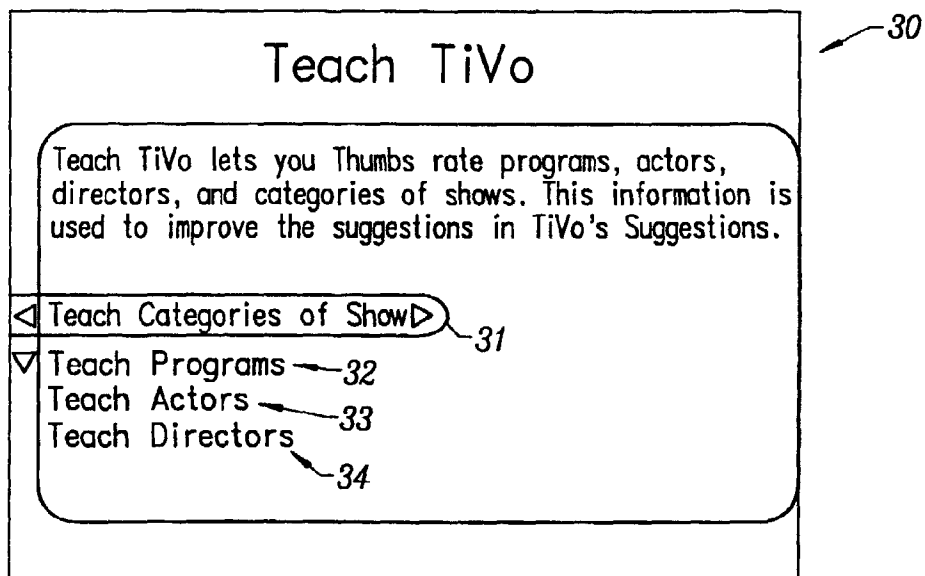 Teach TiVo
30
Teach TiVo lets you Thumbs rate programs, actors,
directors, and categories of shows. This information is
used to improve the suggestions in TiVo's Suggestions.
Teach Categories of Show
31
Teach Programs 32
Teach Actors 33
Teach Directors
34